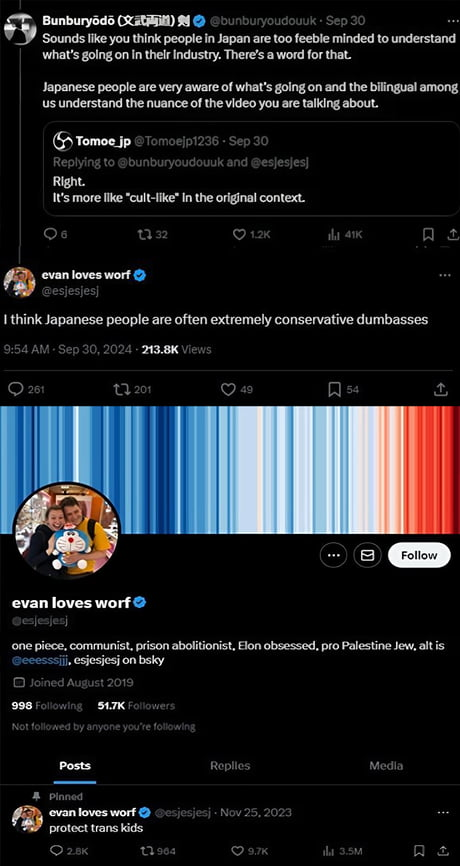 Bunburyōdō (文武両道) 剣 @bunburyoudouuk · Sep 30
Sounds like you think people in Japan are too feeble minded to understand
what's going on in their industry. There's a word for that.
Japanese people are very aware of what's going on and the bilingual among
us understand the nuance of the video you are talking about.
Tomoe_jp @Tomoejp1236 · Sep 30
Replying to @bunburyoudouuk and @esjesjesj
Right.
It's more like "cult-like" in the original context.
6 32 1.2K 41K
evan loves worf
@esjesjesj
I think Japanese people are often extremely conservative dumbasses
9:54 AM · Sep 30, 2024 · 213.8K Views
261 201 49 54
Follow
evan loves worf
@esjesjesj
one piece, communist, prison abolitionist, Elon obsessed, pro Palestine Jew, alt is
@eeesssjjj, esjesjesj on bsky
Joined August 2019
998 Following 51.7K Followers
Not followed by anyone you're following
Posts Replies Media
Pinned
evan loves worf @esjesjesj · Nov 25, 2023
protect trans kids
2.8K 964 9.7K 3.5M